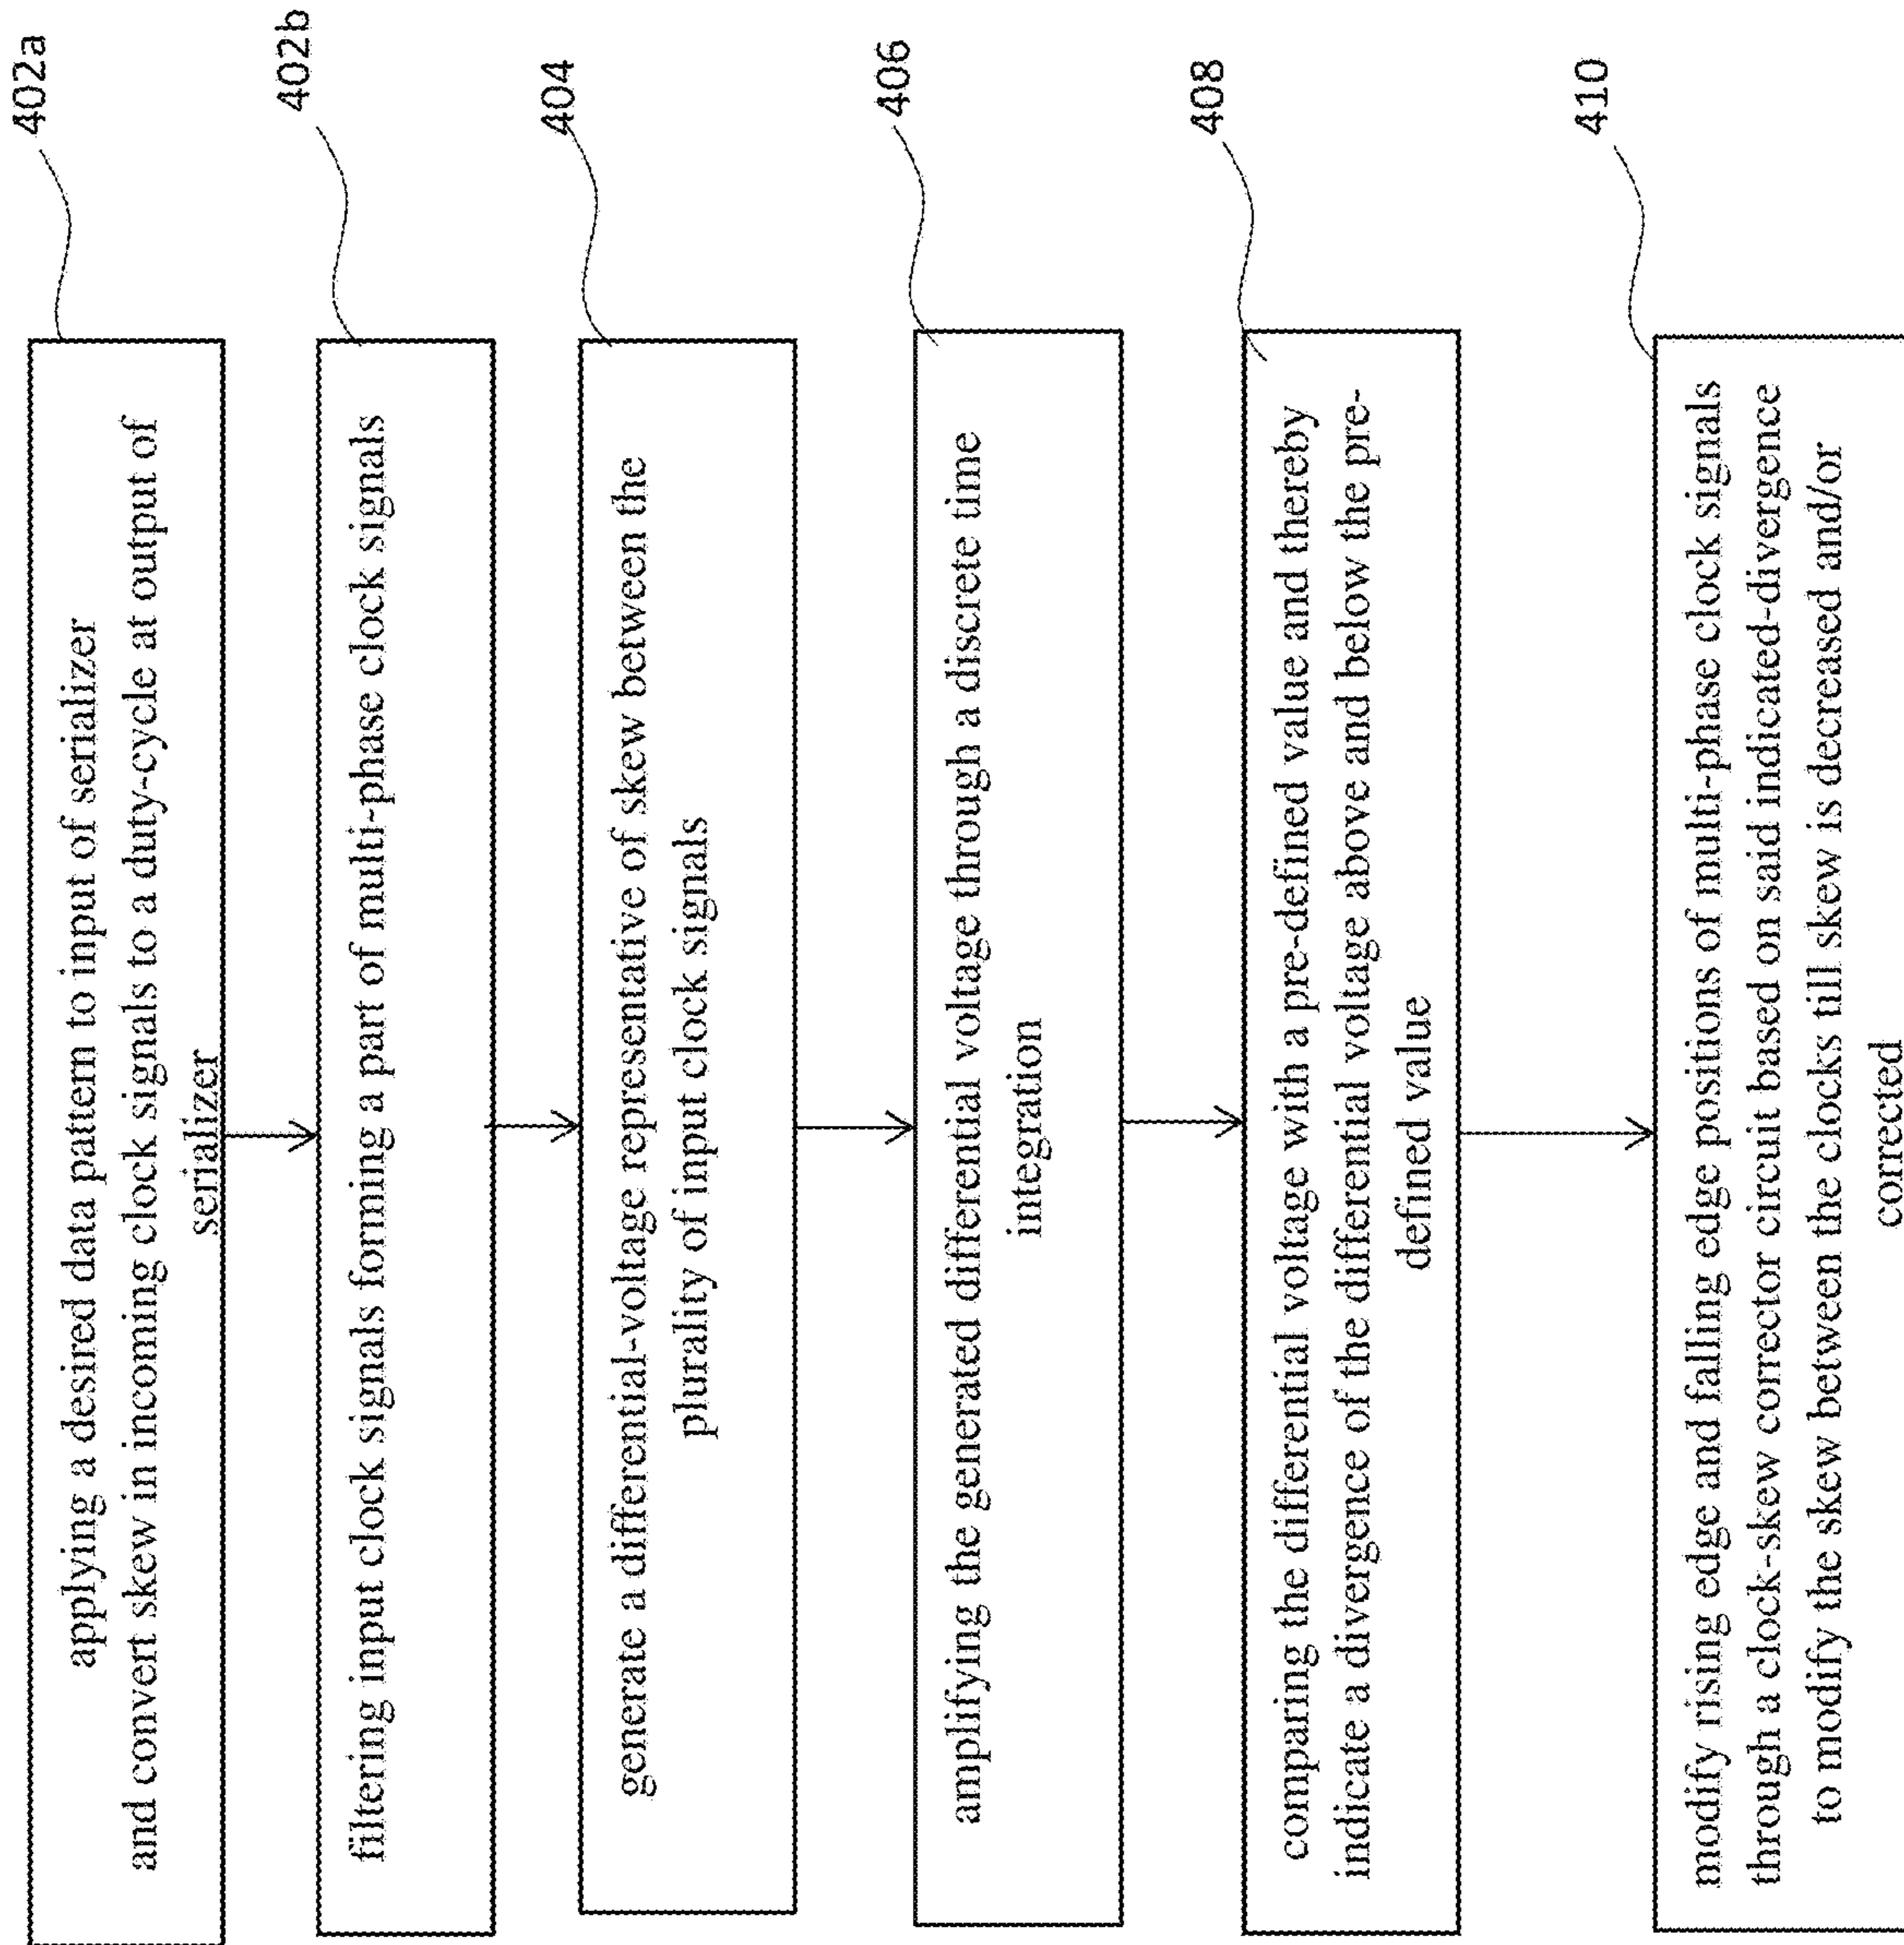 402a
applying a desired data pattern to input of serializer
and convert skew in incoming clock signals to a duty-cycle at output of
serializer
402b
filtering input clock signals forming a part of multi-phase clock signals
404
generate a differential-voltage representative of skew between the
plurality of input clock signals
406
amplifying the generated differential voltage through a discrete time
integration
408
comparing the differential voltage with a pre-defined value and thereby
indicate a divergence of the differential voltage above and below the pre-
defined value
410
modify rising edge and falling edge positions of multi-phase clock signals
through a clock-skew corrector circuit based on said indicated-divergence
to modify the skew between the clocks till skew is decreased and/or
corrected